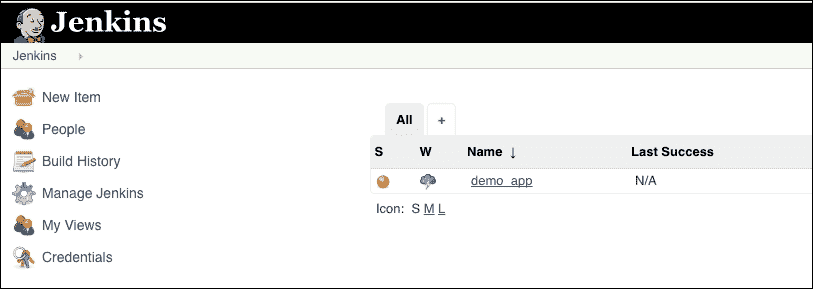 Jenkins
Jenkins
New Item
People
Build History
Manage Jenkins
My Views
Credentials
All +
S W Name ↓ Last Success
demo_app N/A
Icon: S M L